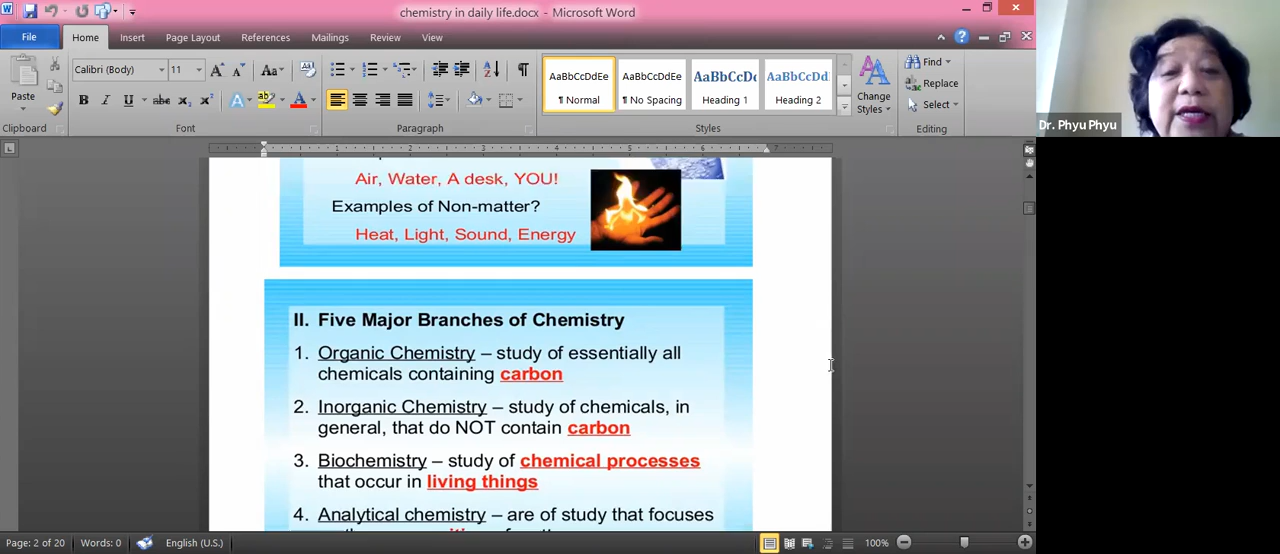 chemistry in daily life.docx - Microsoft Word
File Home Insert Page Layout References Mailings Review View
Paste
Calibri (Body) 11
AaBbCcDdEe AaBbCcDdEe AaBbCcDc AaBbCcDd
¶ Normal ¶ No Spacing Heading 1 Heading 2
Change Styles
Find
Replace
Select
Clipboard Font Paragraph Styles Editing
Dr. Phyu Phyu
Air, Water, A desk, YOU!
Examples of Non-matter?
Heat, Light, Sound, Energy
II. Five Major Branches of Chemistry
1. Organic Chemistry – study of essentially all
chemicals containing carbon
2. Inorganic Chemistry – study of chemicals, in
general, that do NOT contain carbon
3. Biochemistry – study of chemical processes
that occur in living things
4. Analytical chemistry – are of study that focuses
Page: 2 of 20 Words: 0 English (U.S.) 100%